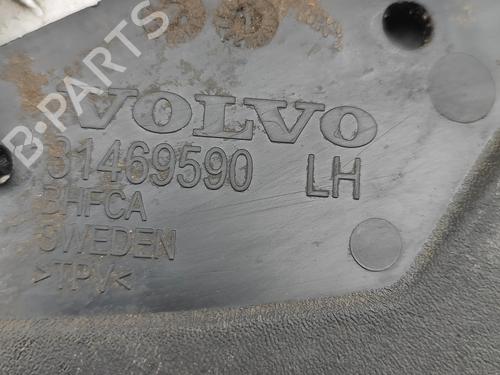 B-PARTS
VOLVO
31469590 LH
BHFCA
SWEDEN
>TPV<